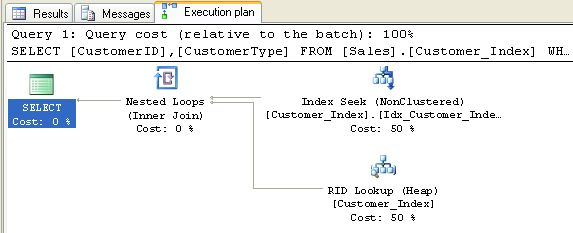 Results Messages Execution plan
Query 1: Query cost (relative to the batch): 100%
SELECT [CustomerID],[CustomerType] FROM [Sales].[Customer_Index] WH…
SELECT
Cost: 0 %
Nested Loops
(Inner Join)
Cost: 0 %
Index Seek (NonClustered)
[Customer_Index].[Idx_Customer_Inde…
Cost: 50 %
RID Lookup (Heap)
[Customer_Index]
Cost: 50 %